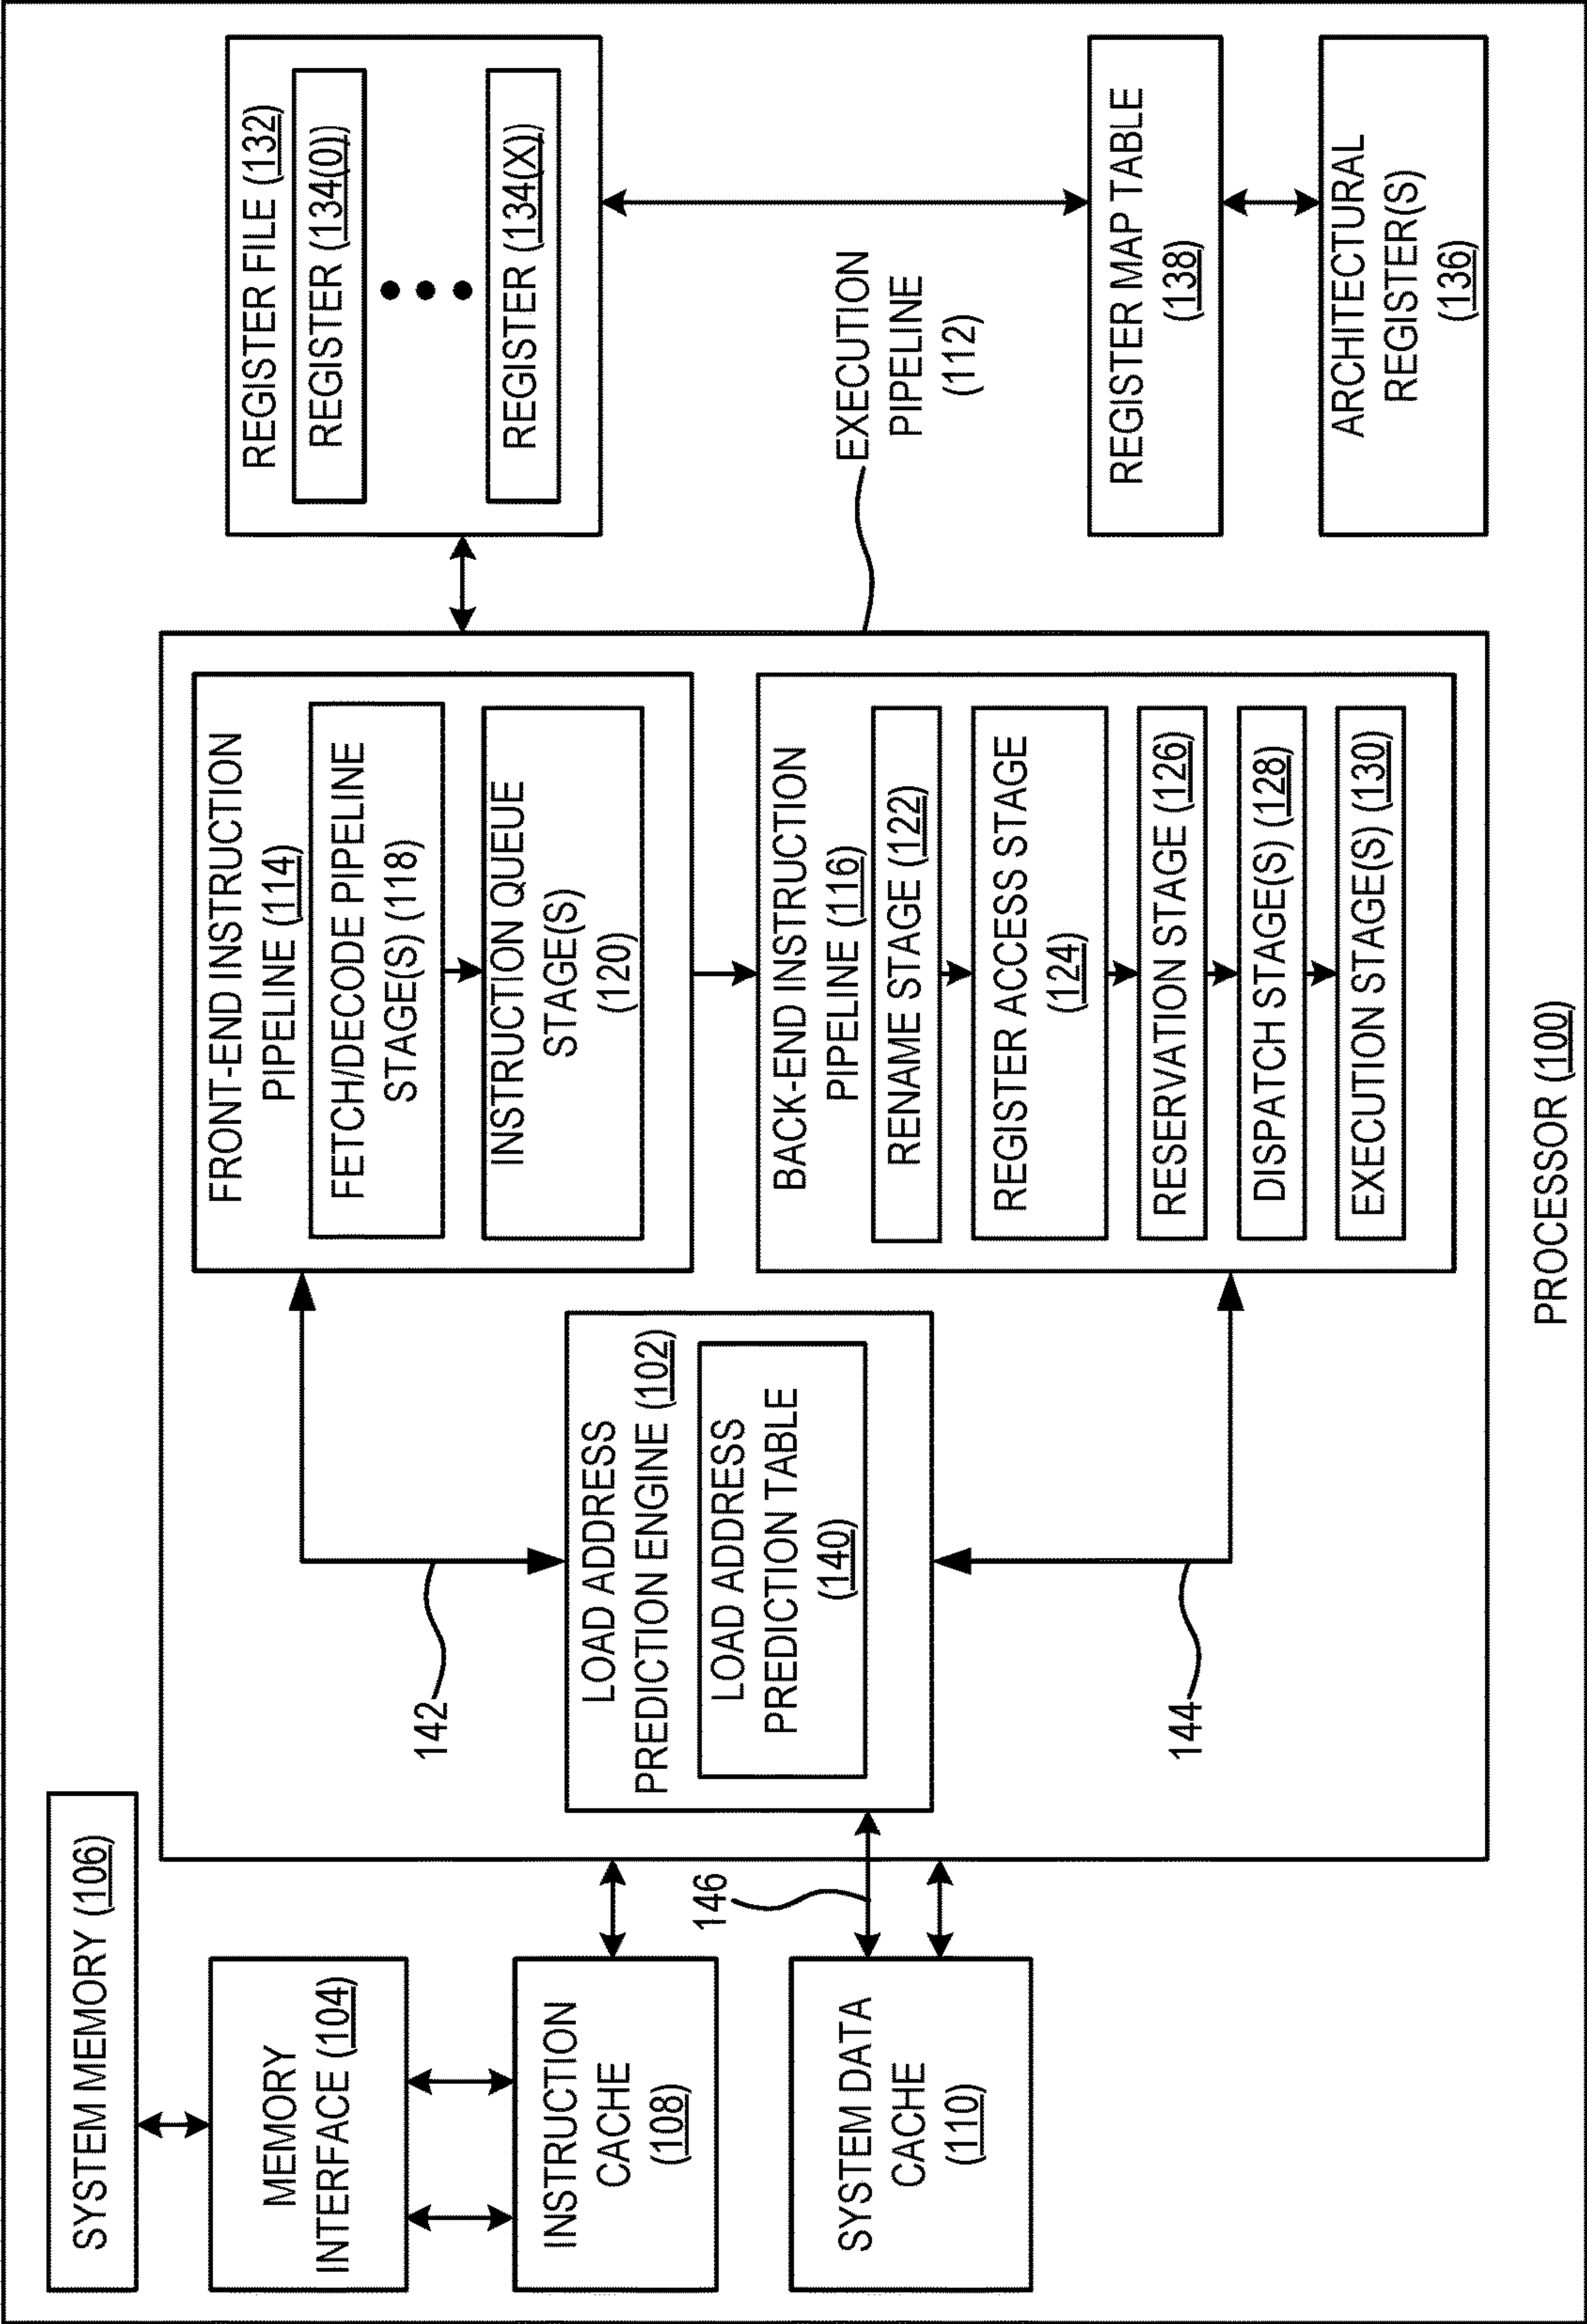 SYSTEM MEMORY (106)
MEMORY
INTERFACE (104)
INSTRUCTION
CACHE
(108)
SYSTEM DATA
CACHE
(110)
146
142
LOAD ADDRESS
PREDICTION ENGINE (102)
LOAD ADDRESS
PREDICTION TABLE
(140)
144
FRONT-END INSTRUCTION
PIPELINE (114)
FETCH/DECODE PIPELINE
STAGE(S) (118)
INSTRUCTION QUEUE
STAGE(S)
(120)
BACK-END INSTRUCTION
PIPELINE (116)
RENAME STAGE (122)
REGISTER ACCESS STAGE
(124)
RESERVATION STAGE (126)
DISPATCH STAGE(S) (128)
EXECUTION STAGE(S) (130)
REGISTER FILE (132)
REGISTER (134(0))
REGISTER (134(X))
EXECUTION
PIPELINE
(112)
REGISTER MAP TABLE
(138)
ARCHITECTURAL
REGISTER(S)
(136)
PROCESSOR (100)